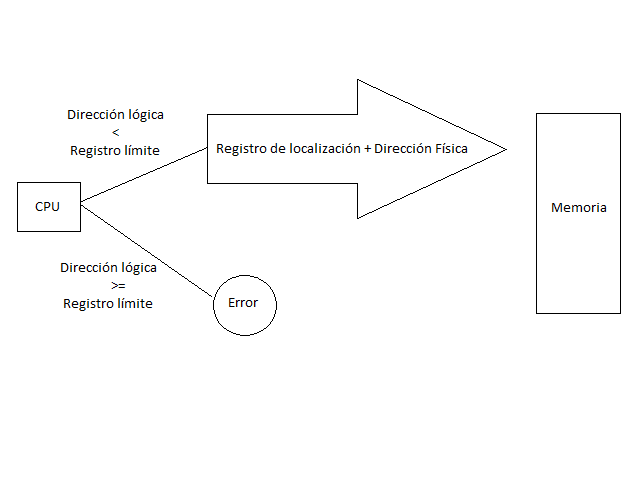 Dirección lógica
<
Registro límite
Registro de localización + Dirección Física
CPU
Memoria
Dirección lógica
>=
Registro límite
Error